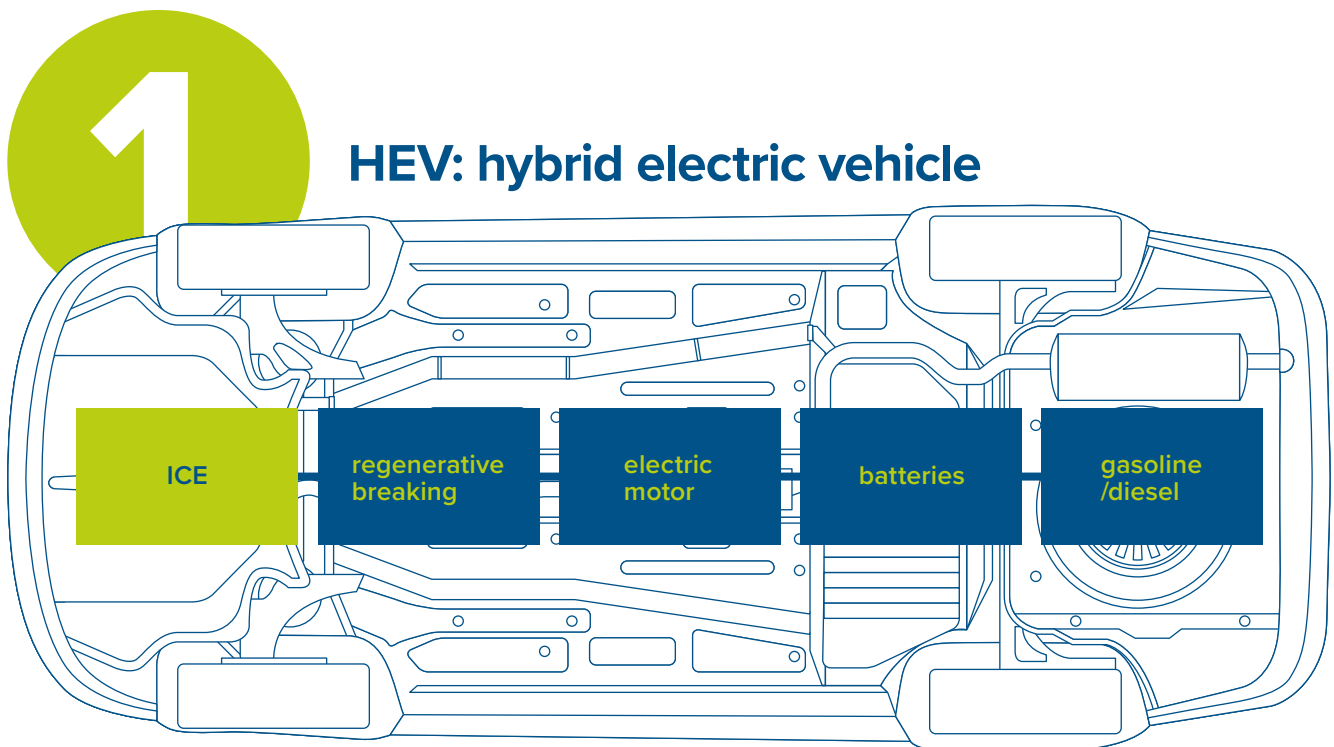 1
HEV: hybrid electric vehicle
ICE
regenerative
breaking
electric
motor
batteries
gasoline
/diesel